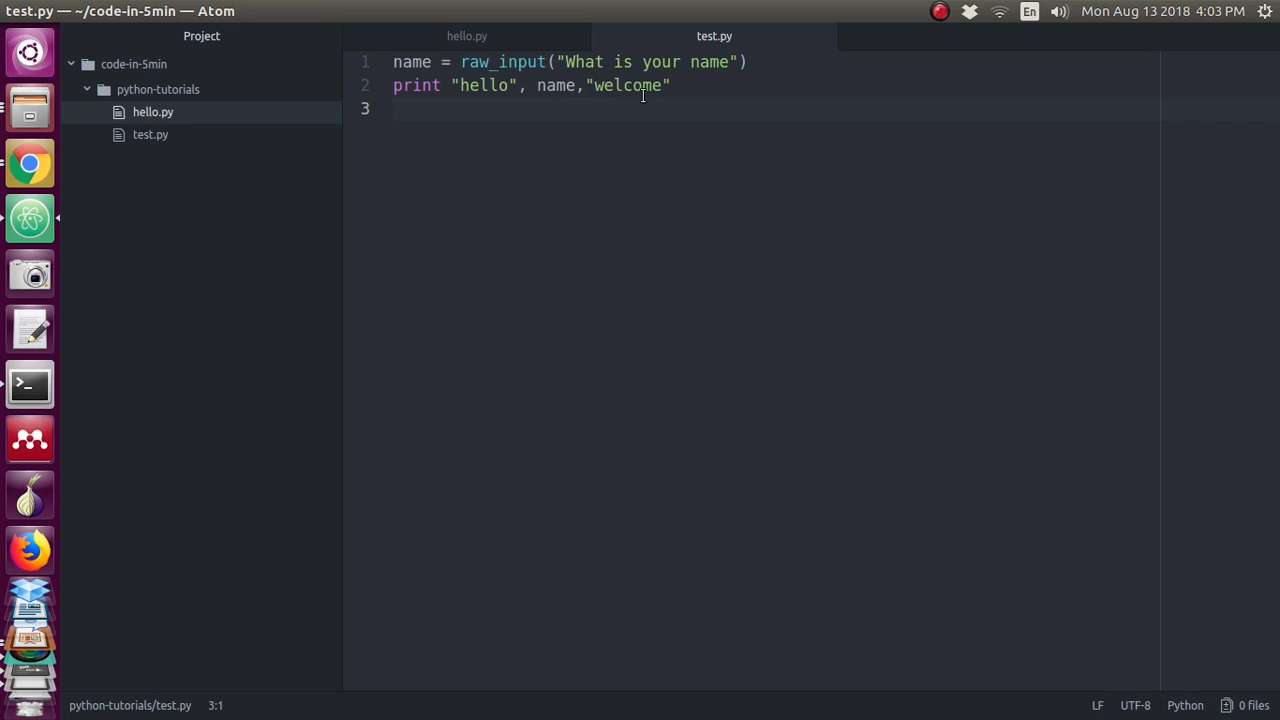 test.py — ~/code-in-5min — Atom
En
Mon Aug 13 2018 4:03 PM
Project
hello.py
test.py
code-in-5min
python-tutorials
hello.py
test.py
1 name = raw_input("What is your name")
2 print "hello", name,"welcome"
3
python-tutorials/test.py 3:1
LF UTF-8 Python 0 files